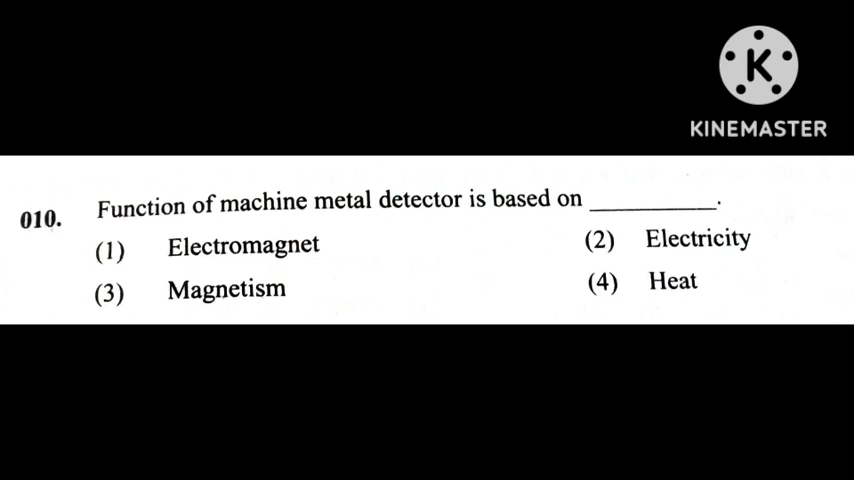 K
KINEMASTER
010. Function of machine metal detector is based on __________.
(1) Electromagnet (2) Electricity
(3) Magnetism (4) Heat